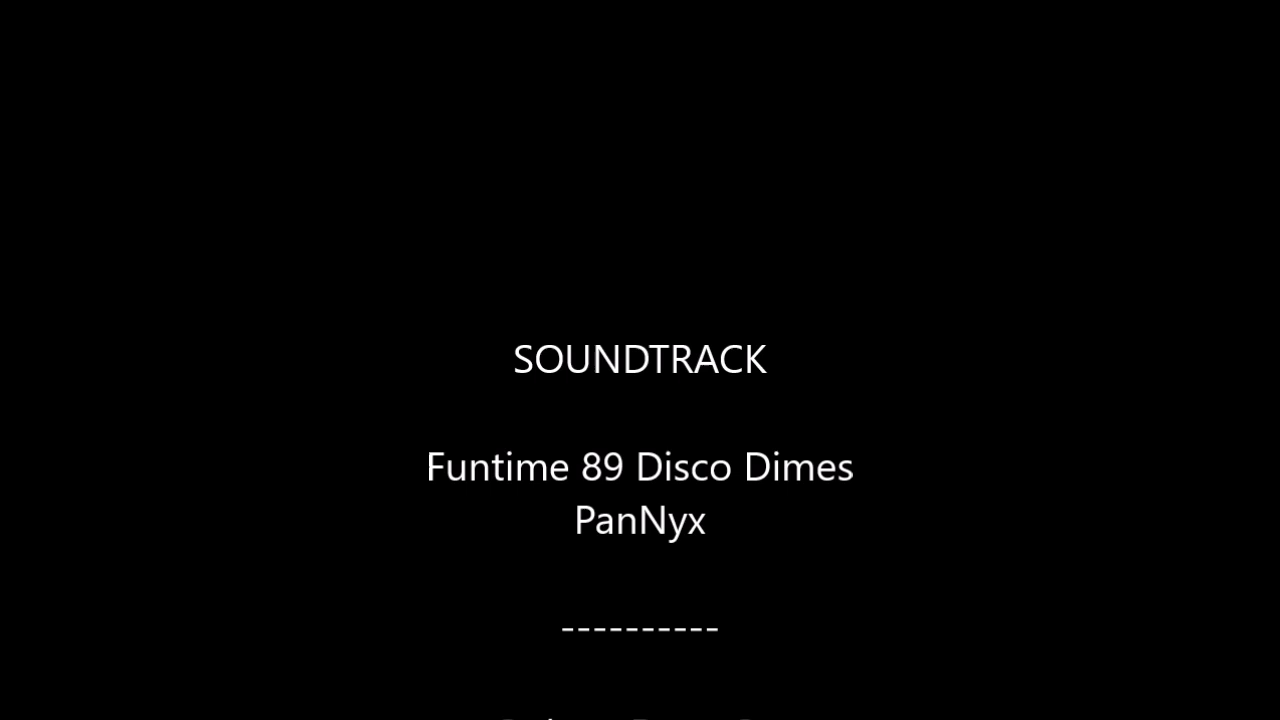 SOUNDTRACK
Funtime 89 Disco Dimes
PanNyx
----------